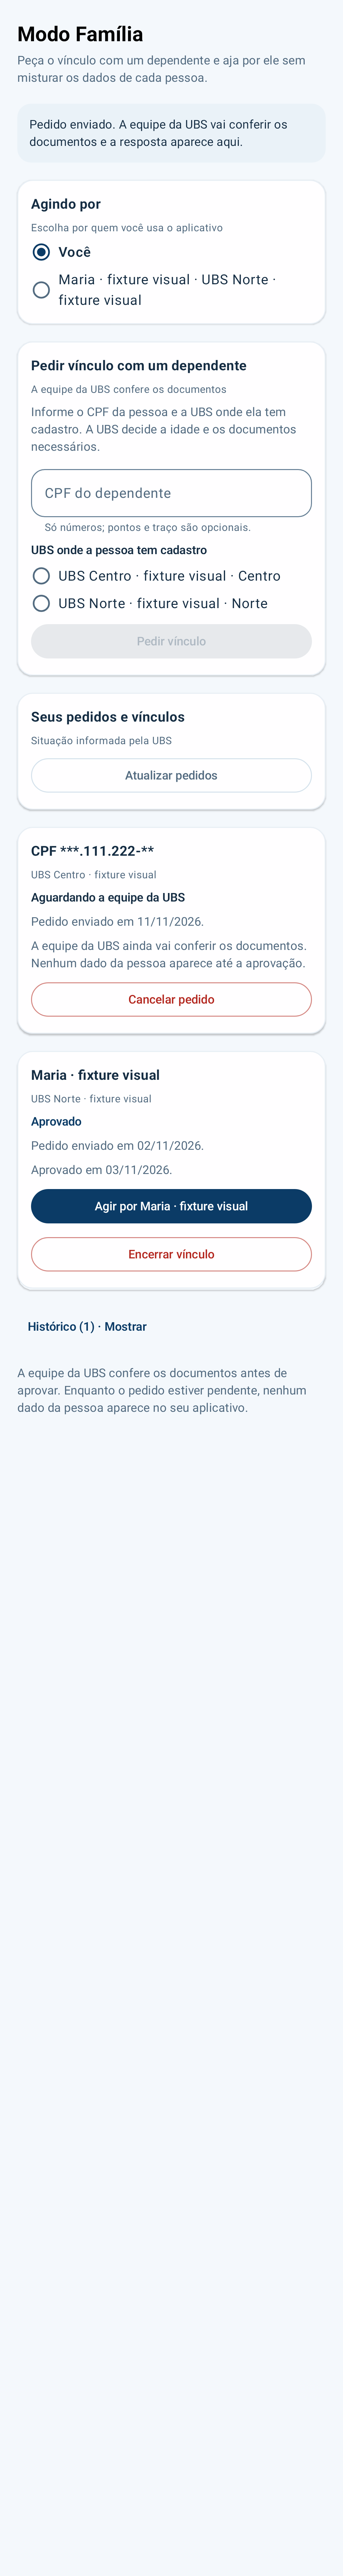 Modo Família
Peça o vínculo com um dependente e aja por ele sem
misturar os dados de cada pessoa.
Pedido enviado. A equipe da UBS vai conferir os
documentos e a resposta aparece aqui.
Agindo por
Escolha por quem você usa o aplicativo
Você
Maria · fixture visual · UBS Norte ·
fixture visual
Pedir vínculo com um dependente
A equipe da UBS confere os documentos
Informe o CPF da pessoa e a UBS onde ela tem
cadastro. A UBS decide a idade e os documentos
necessários.
CPF do dependente
Só números; pontos e traço são opcionais.
UBS onde a pessoa tem cadastro
UBS Centro · fixture visual · Centro
UBS Norte · fixture visual · Norte
Pedir vínculo
Seus pedidos e vínculos
Situação informada pela UBS
Atualizar pedidos
CPF ***.111.222-**
UBS Centro · fixture visual
Aguardando a equipe da UBS
Pedido enviado em 11/11/2026.
A equipe da UBS ainda vai conferir os documentos.
Nenhum dado da pessoa aparece até a aprovação.
Cancelar pedido
Maria · fixture visual
UBS Norte · fixture visual
Aprovado
Pedido enviado em 02/11/2026.
Aprovado em 03/11/2026.
Agir por Maria · fixture visual
Encerrar vínculo
Histórico (1) · Mostrar
A equipe da UBS confere os documentos antes de
aprovar. Enquanto o pedido estiver pendente, nenhum
dado da pessoa aparece no seu aplicativo.